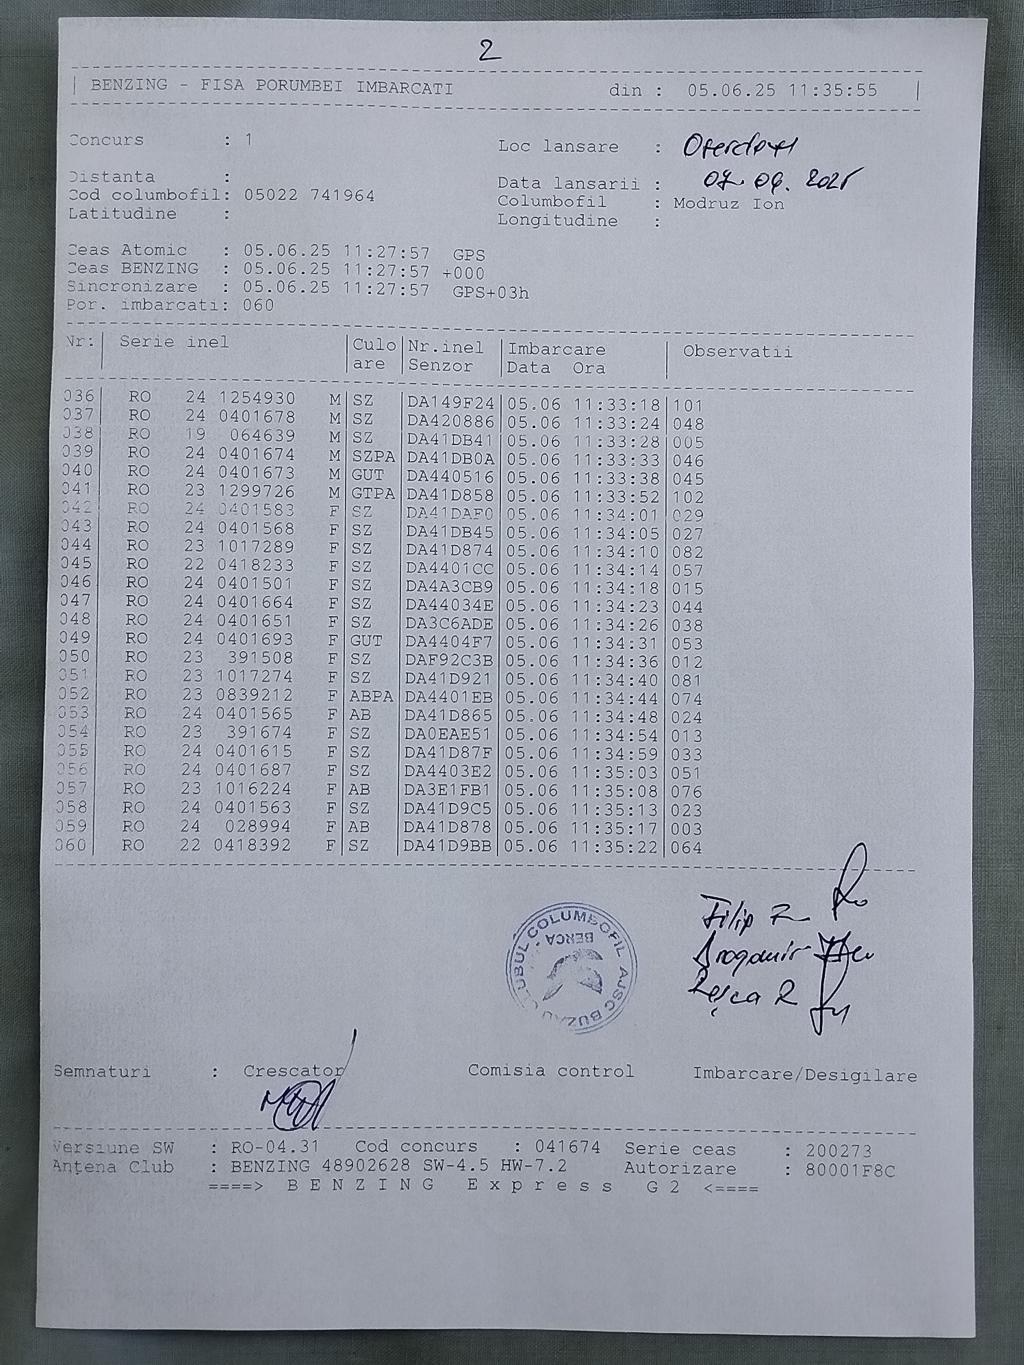 2
BENZING - FISA PORUMBEI IMBARCATI din : 05.06.25 11:35:55
Concurs : 1 Loc lansare :
Distanta : Data lansarii : 07.06.2025
Cod columbofil: 05022 741964 Columbofil : Modruz Ion
Latitudine : Longitudine :
Ceas Atomic : 05.06.25 11:27:57 GPS
Ceas BENZING : 05.06.25 11:27:57 +000
Sincronizare : 05.06.25 11:27:57 GPS+03h
Por. imbarcati: 060
Nr: Serie inel Culo Nr.inel Imbarcare Observatii
are Senzor Data Ora
036 RO 24 1254930 M SZ DA149F24 05.06 11:33:18 101
037 RO 24 0401678 M SZ DA420886 05.06 11:33:24 048
038 RO 19 064639 M SZ DA41DB41 05.06 11:33:28 005
039 RO 24 0401674 M SZPA DA41DB0A 05.06 11:33:33 046
040 RO 24 0401673 M GUT DA440516 05.06 11:33:38 045
041 RO 23 1299726 M GTPA DA41D858 05.06 11:33:52 102
042 RO 24 0401583 F SZ DA41DAF0 05.06 11:34:01 029
043 RO 24 0401568 F SZ DA41DB45 05.06 11:34:05 027
044 RO 23 1017289 F SZ DA41D874 05.06 11:34:10 082
045 RO 22 0418233 F SZ DA4401CC 05.06 11:34:14 057
046 RO 24 0401501 F SZ DA4A3CB9 05.06 11:34:18 015
047 RO 24 0401664 F SZ DA44034E 05.06 11:34:23 044
048 RO 24 0401651 F SZ DA3C6ADE 05.06 11:34:26 038
049 RO 24 0401693 F GUT DA4404F7 05.06 11:34:31 053
050 RO 23 391508 F SZ DAF92C3B 05.06 11:34:36 012
051 RO 23 1017274 F SZ DA41D921 05.06 11:34:40 081
052 RO 23 0839212 F ABPA DA4401EB 05.06 11:34:44 074
053 RO 24 0401565 F AB DA41D865 05.06 11:34:48 024
054 RO 23 391674 F SZ DA0EAE51 05.06 11:34:54 013
055 RO 24 0401615 F SZ DA41D87F 05.06 11:34:59 033
056 RO 24 0401687 F SZ DA4403E2 05.06 11:35:03 051
057 RO 23 1016224 F AB DA3E1FB1 05.06 11:35:08 076
058 RO 24 0401563 F SZ DA41D9C5 05.06 11:35:13 023
059 RO 24 028994 F AB DA41D878 05.06 11:35:17 003
060 RO 22 0418392 F SZ DA41D9BB 05.06 11:35:22 064
CLUBUL COLUMBOFIL AJSC BUZAU
BERCA
Filip
Semnaturi : Crescator Comisia control Imbarcare/Desigilare
Versiune SW : RO-04.31 Cod concurs : 041674 Serie ceas : 200273
Antena Club : BENZING 48902628 SW-4.5 HW-7.2 Autorizare : 80001F8C
====> B E N Z I N G E x p r e s s G 2 <====